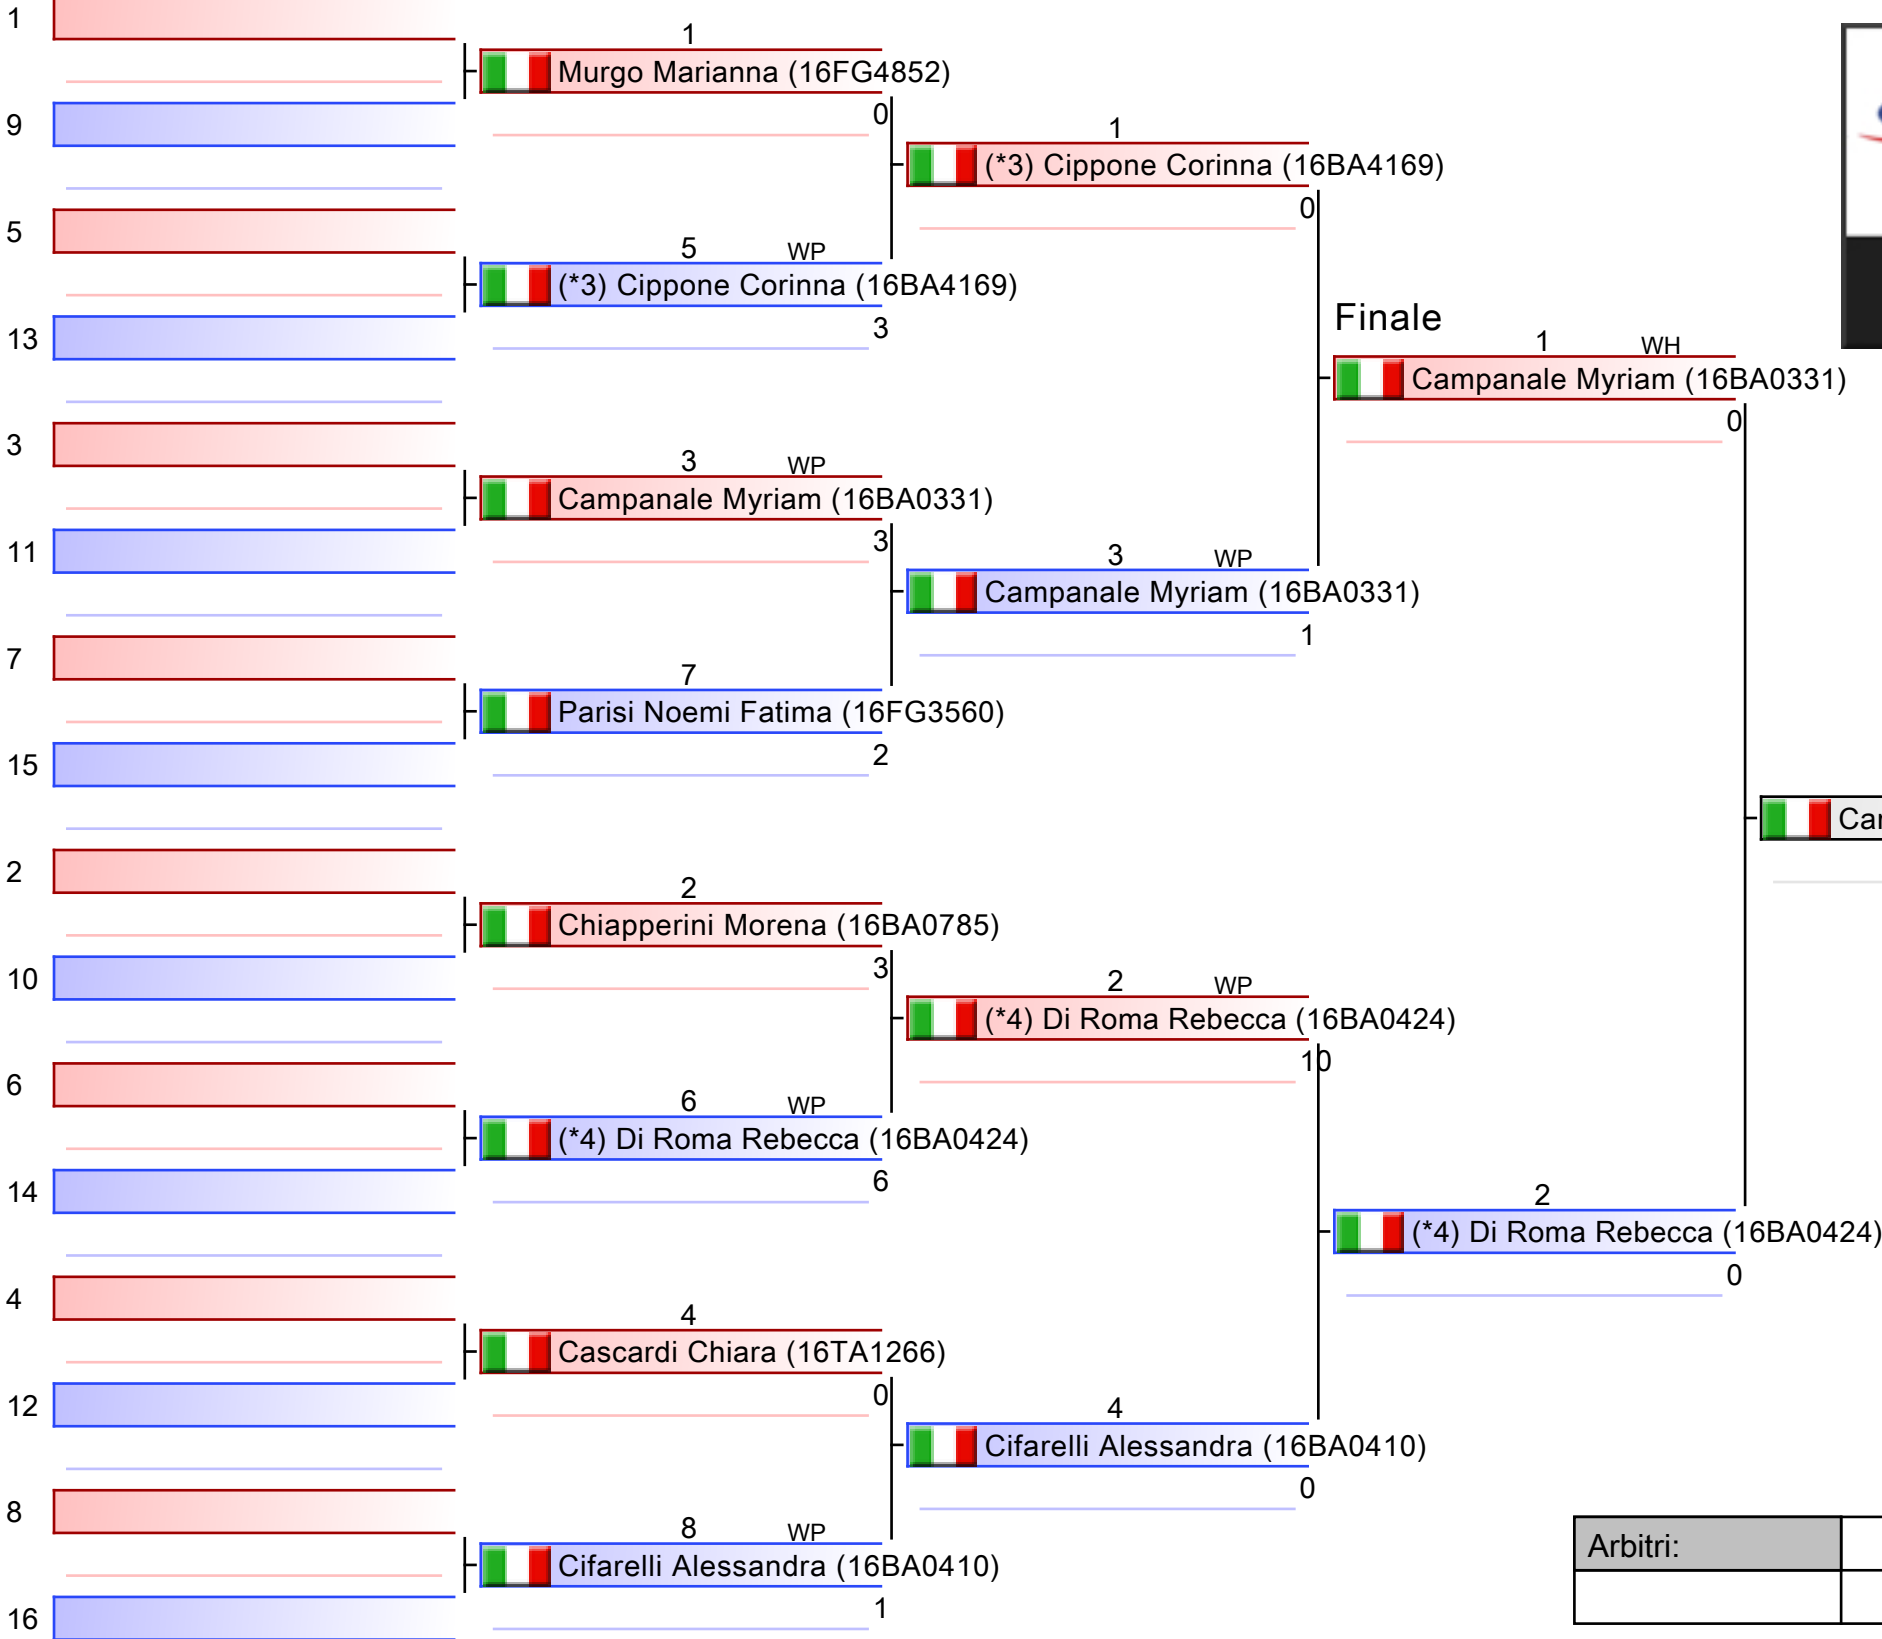 1
1
Murgo Marianna (16FG4852)
0
9
1
(*3) Cippone Corinna (16BA4169)
0
5
5 WP
(*3) Cippone Corinna (16BA4169)
3
13
Finale
1 WH
Campanale Myriam (16BA0331)
0
3
3 WP
Campanale Myriam (16BA0331)
3
11
3 WP
Campanale Myriam (16BA0331)
1
7
7
Parisi Noemi Fatima (16FG3560)
2
15
2
2
Chiapperini Morena (16BA0785)
3
10
2 WP
(*4) Di Roma Rebecca (16BA0424)
10
6
6 WP
(*4) Di Roma Rebecca (16BA0424)
6
14
2
(*4) Di Roma Rebecca (16BA0424)
0
4
4
Cascardi Chiara (16TA1266)
0
12
4
Cifarelli Alessandra (16BA0410)
0
8
8 WP
Cifarelli Alessandra (16BA0410)
1
16
Arbitri: